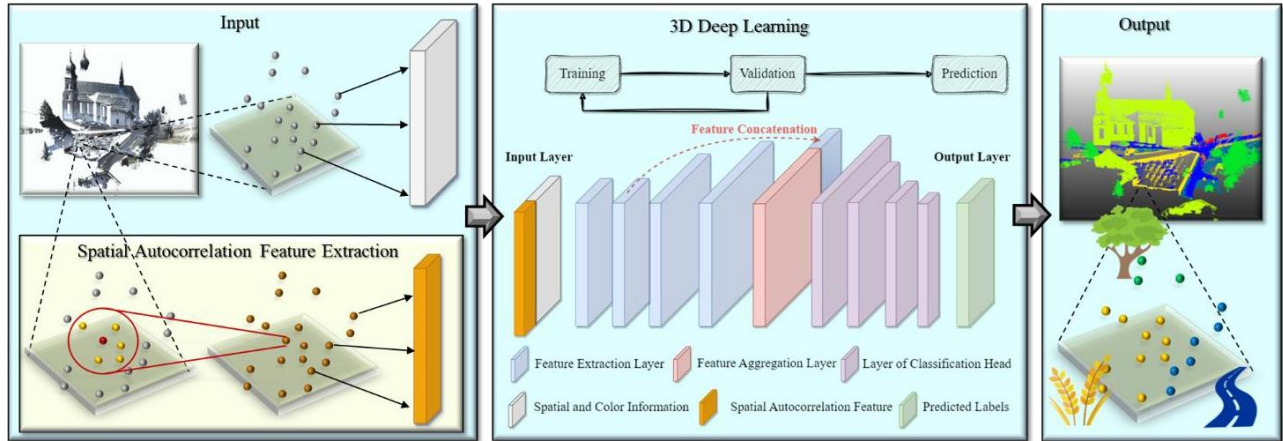 Input
Spatial Autocorrelation Feature Extraction
3D Deep Learning
Training
Validation
Prediction
Feature Concatenation
Input Layer
Output Layer
Feature Extraction Layer
Feature Aggregation Layer
Layer of Classification Head
Spatial and Color Information
Spatial Autocorrelation Feature
Predicted Labels
Output